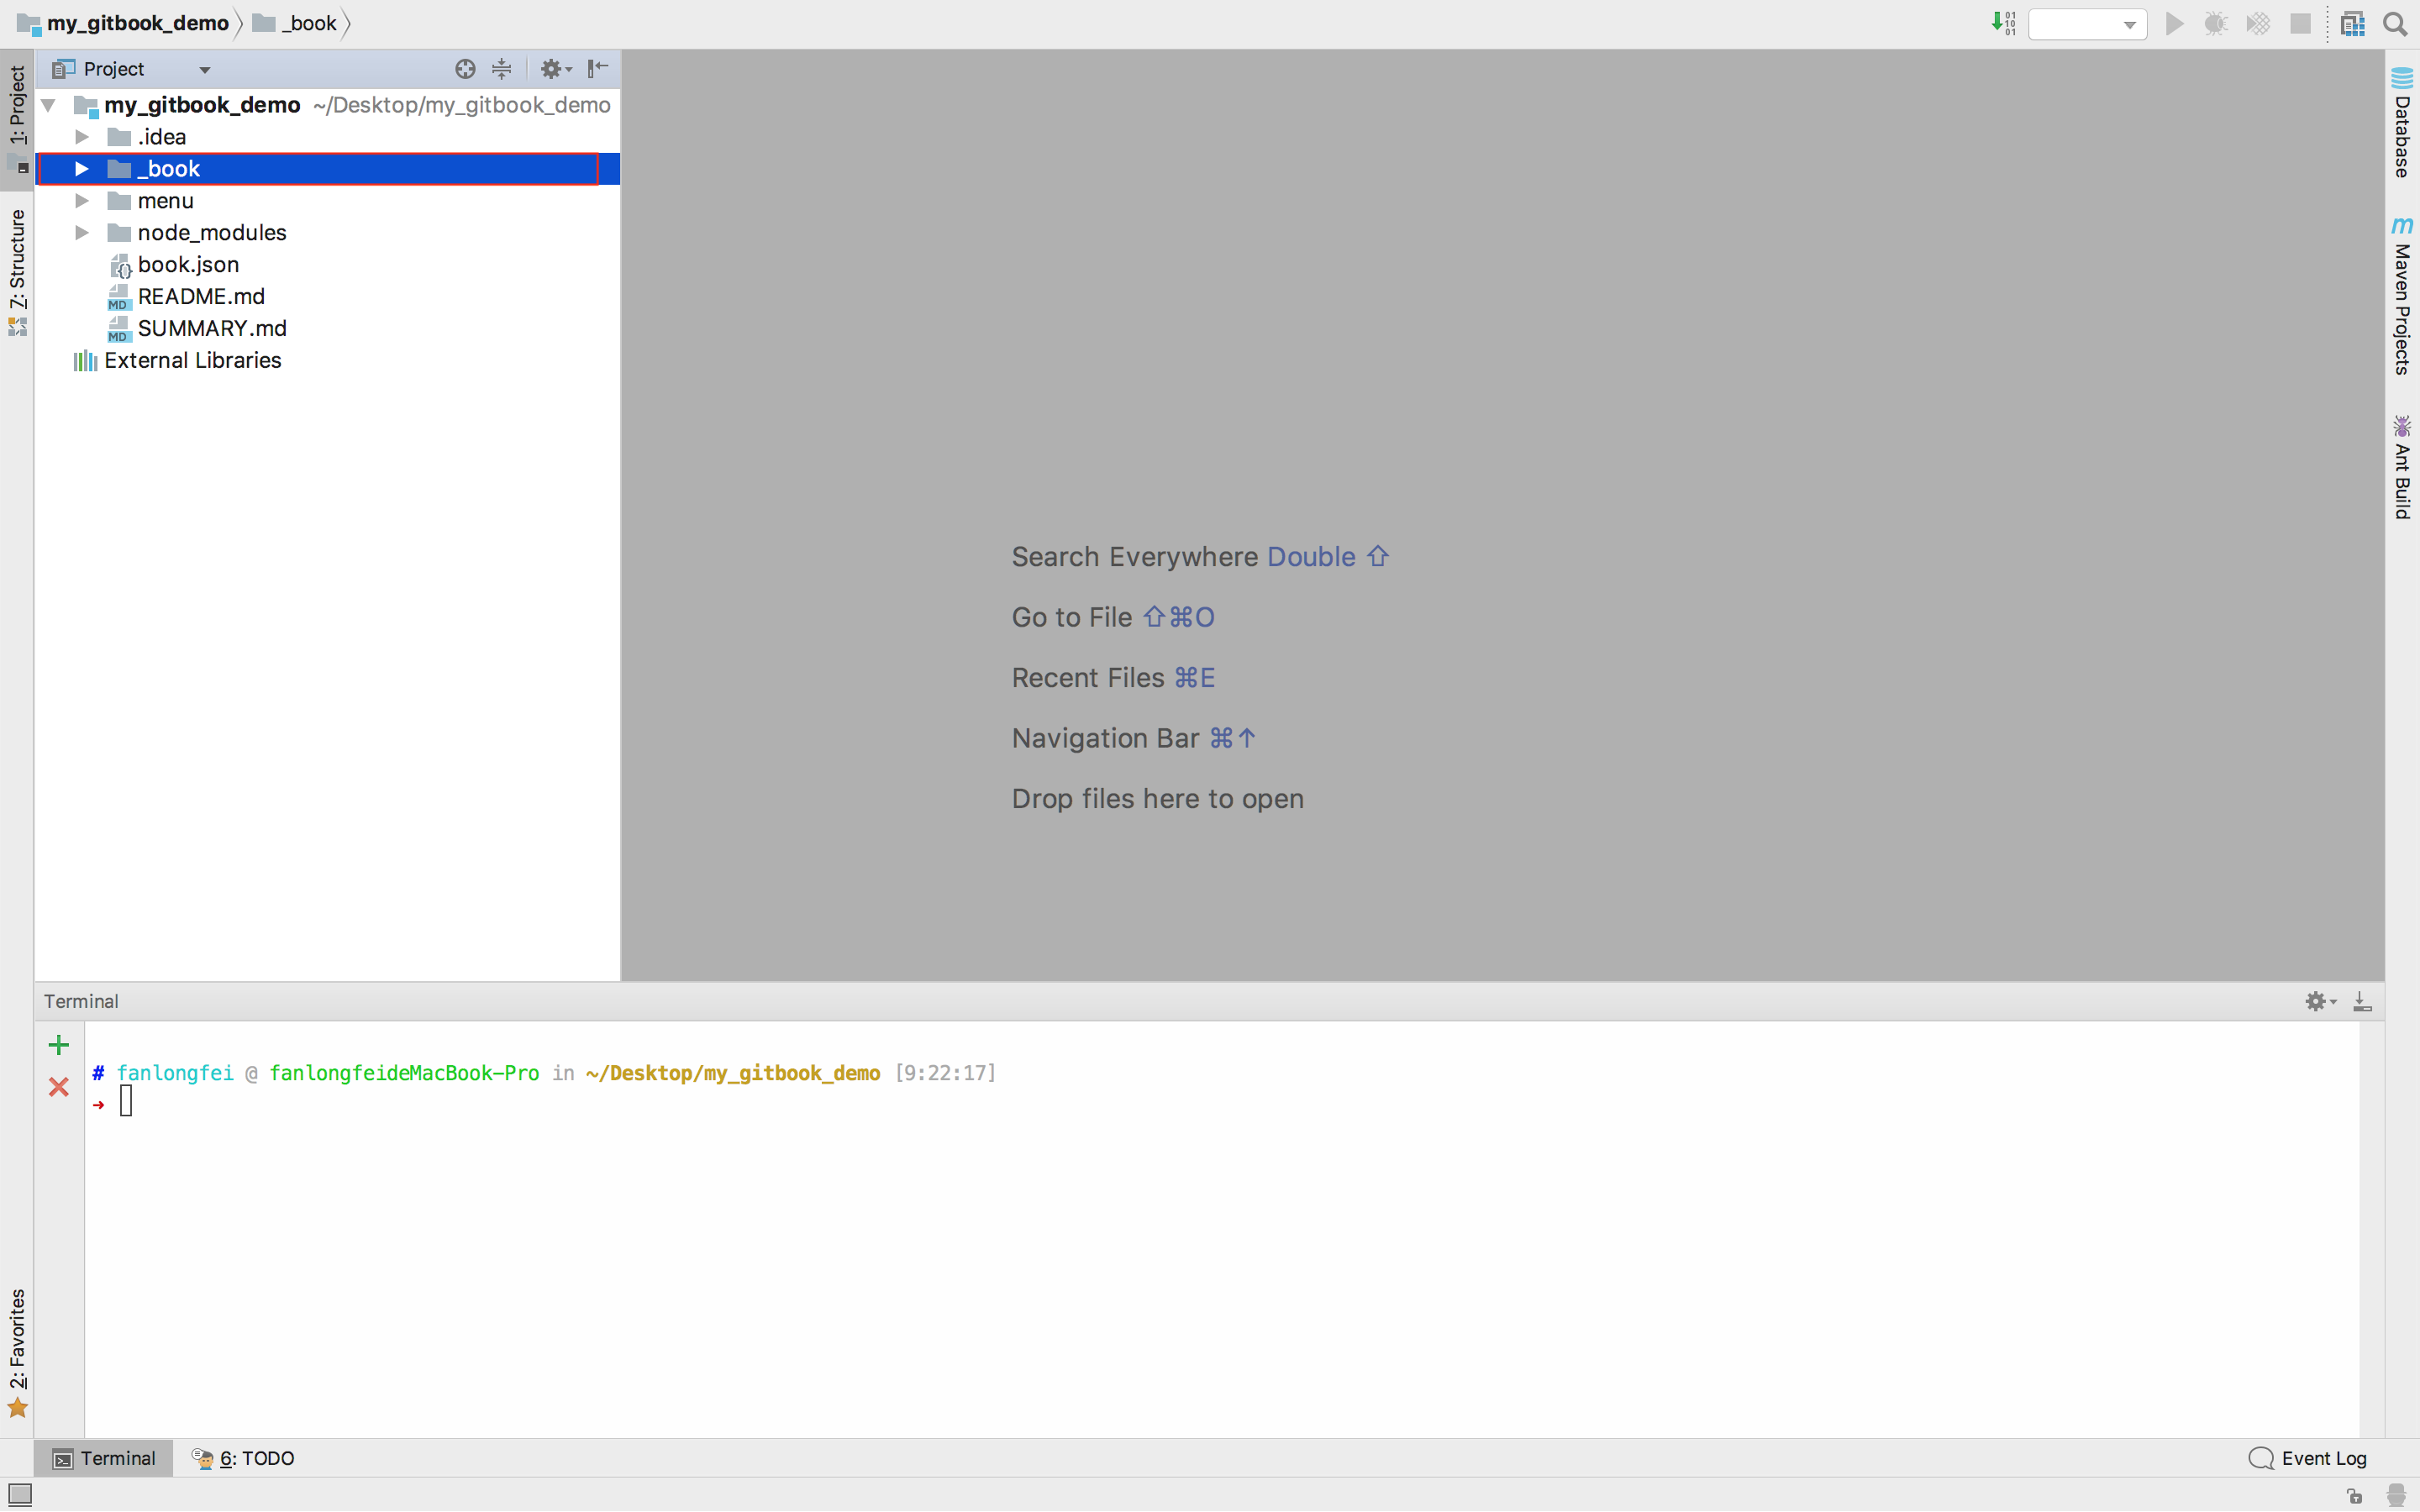 my_gitbook_demo _book
1: Project
Z: Structure
2: Favorites
Project
my_gitbook_demo ~/Desktop/my_gitbook_demo
.idea
_book
menu
node_modules
book.json
README.md
SUMMARY.md
External Libraries
Search Everywhere Double ⇧
Go to File ⇧⌘O
Recent Files ⌘E
Navigation Bar ⌘↑
Drop files here to open
Database
Maven Projects
Ant Build
Terminal
# fanlongfei @ fanlongfeideMacBook-Pro in ~/Desktop/my_gitbook_demo [9:22:17]
→
Terminal 6: TODO Event Log